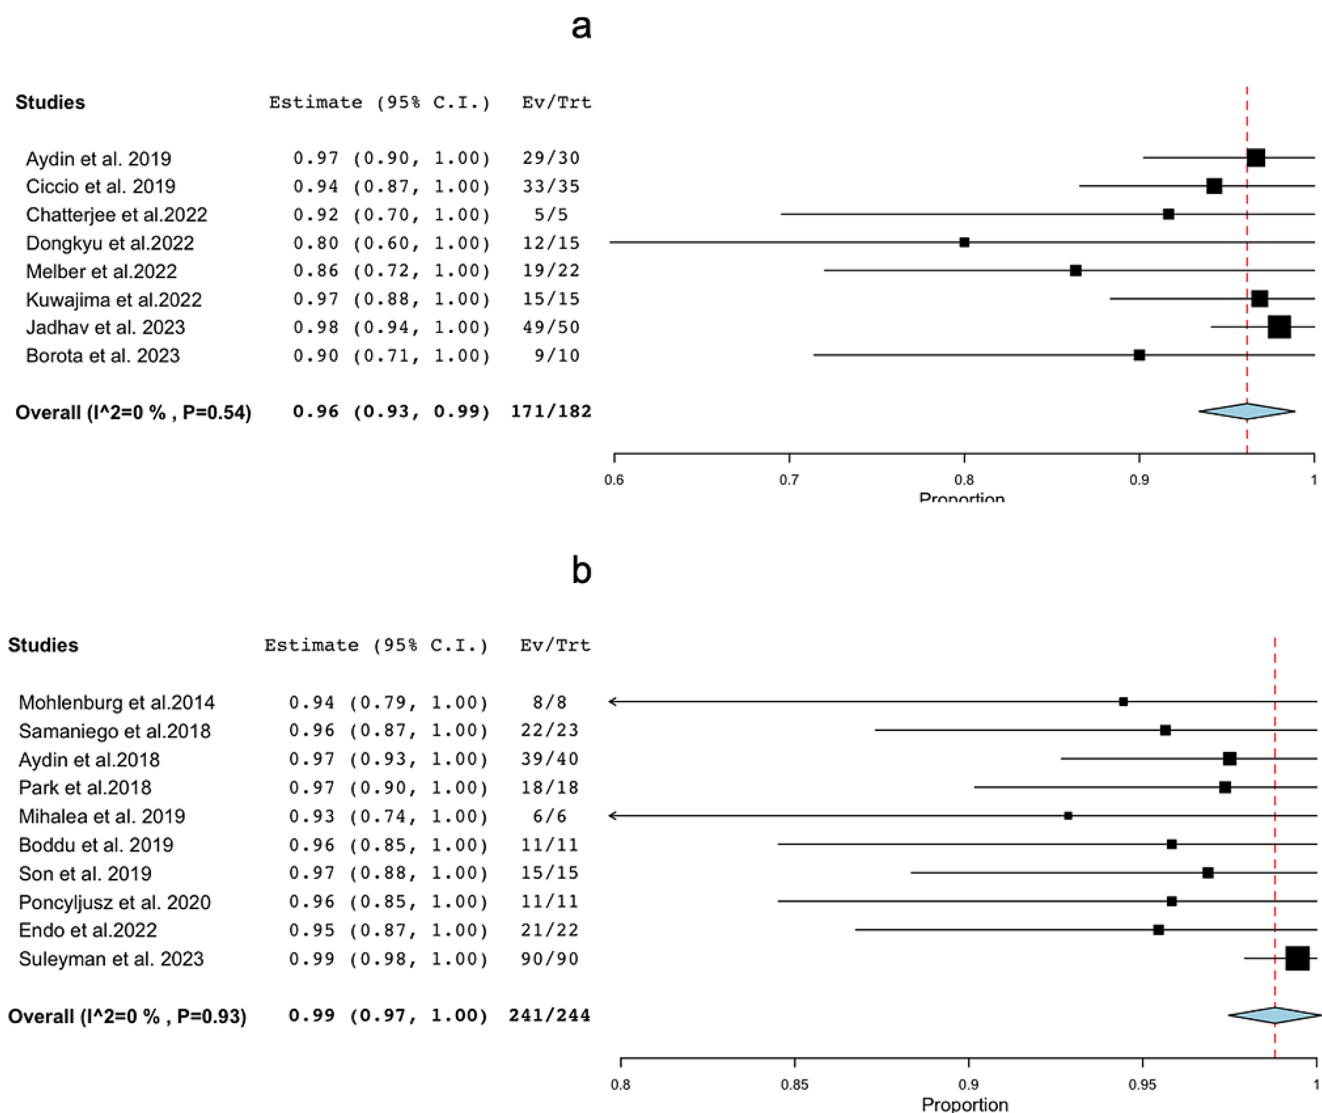 a
Studies Estimate (95% C.I.) Ev/Trt
Aydin et al. 2019 0.97 (0.90, 1.00) 29/30
Ciccio et al. 2019 0.94 (0.87, 1.00) 33/35
Chatterjee et al.2022 0.92 (0.70, 1.00) 5/5
Dongkyu et al.2022 0.80 (0.60, 1.00) 12/15
Melber et al.2022 0.86 (0.72, 1.00) 19/22
Kuwajima et al.2022 0.97 (0.88, 1.00) 15/15
Jadhav et al. 2023 0.98 (0.94, 1.00) 49/50
Borota et al. 2023 0.90 (0.71, 1.00) 9/10
Overall (I^2=0 % , P=0.54) 0.96 (0.93, 0.99) 171/182
0.6 0.7 0.8 0.9 1
Proportion
b
Studies Estimate (95% C.I.) Ev/Trt
Mohlenburg et al.2014 0.94 (0.79, 1.00) 8/8
Samaniego et al.2018 0.96 (0.87, 1.00) 22/23
Aydin et al.2018 0.97 (0.93, 1.00) 39/40
Park et al.2018 0.97 (0.90, 1.00) 18/18
Mihalea et al. 2019 0.93 (0.74, 1.00) 6/6
Boddu et al. 2019 0.96 (0.85, 1.00) 11/11
Son et al. 2019 0.97 (0.88, 1.00) 15/15
Poncyljusz et al. 2020 0.96 (0.85, 1.00) 11/11
Endo et al.2022 0.95 (0.87, 1.00) 21/22
Suleyman et al. 2023 0.99 (0.98, 1.00) 90/90
Overall (I^2=0 % , P=0.93) 0.99 (0.97, 1.00) 241/244
0.8 0.85 0.9 0.95 1
Proportion